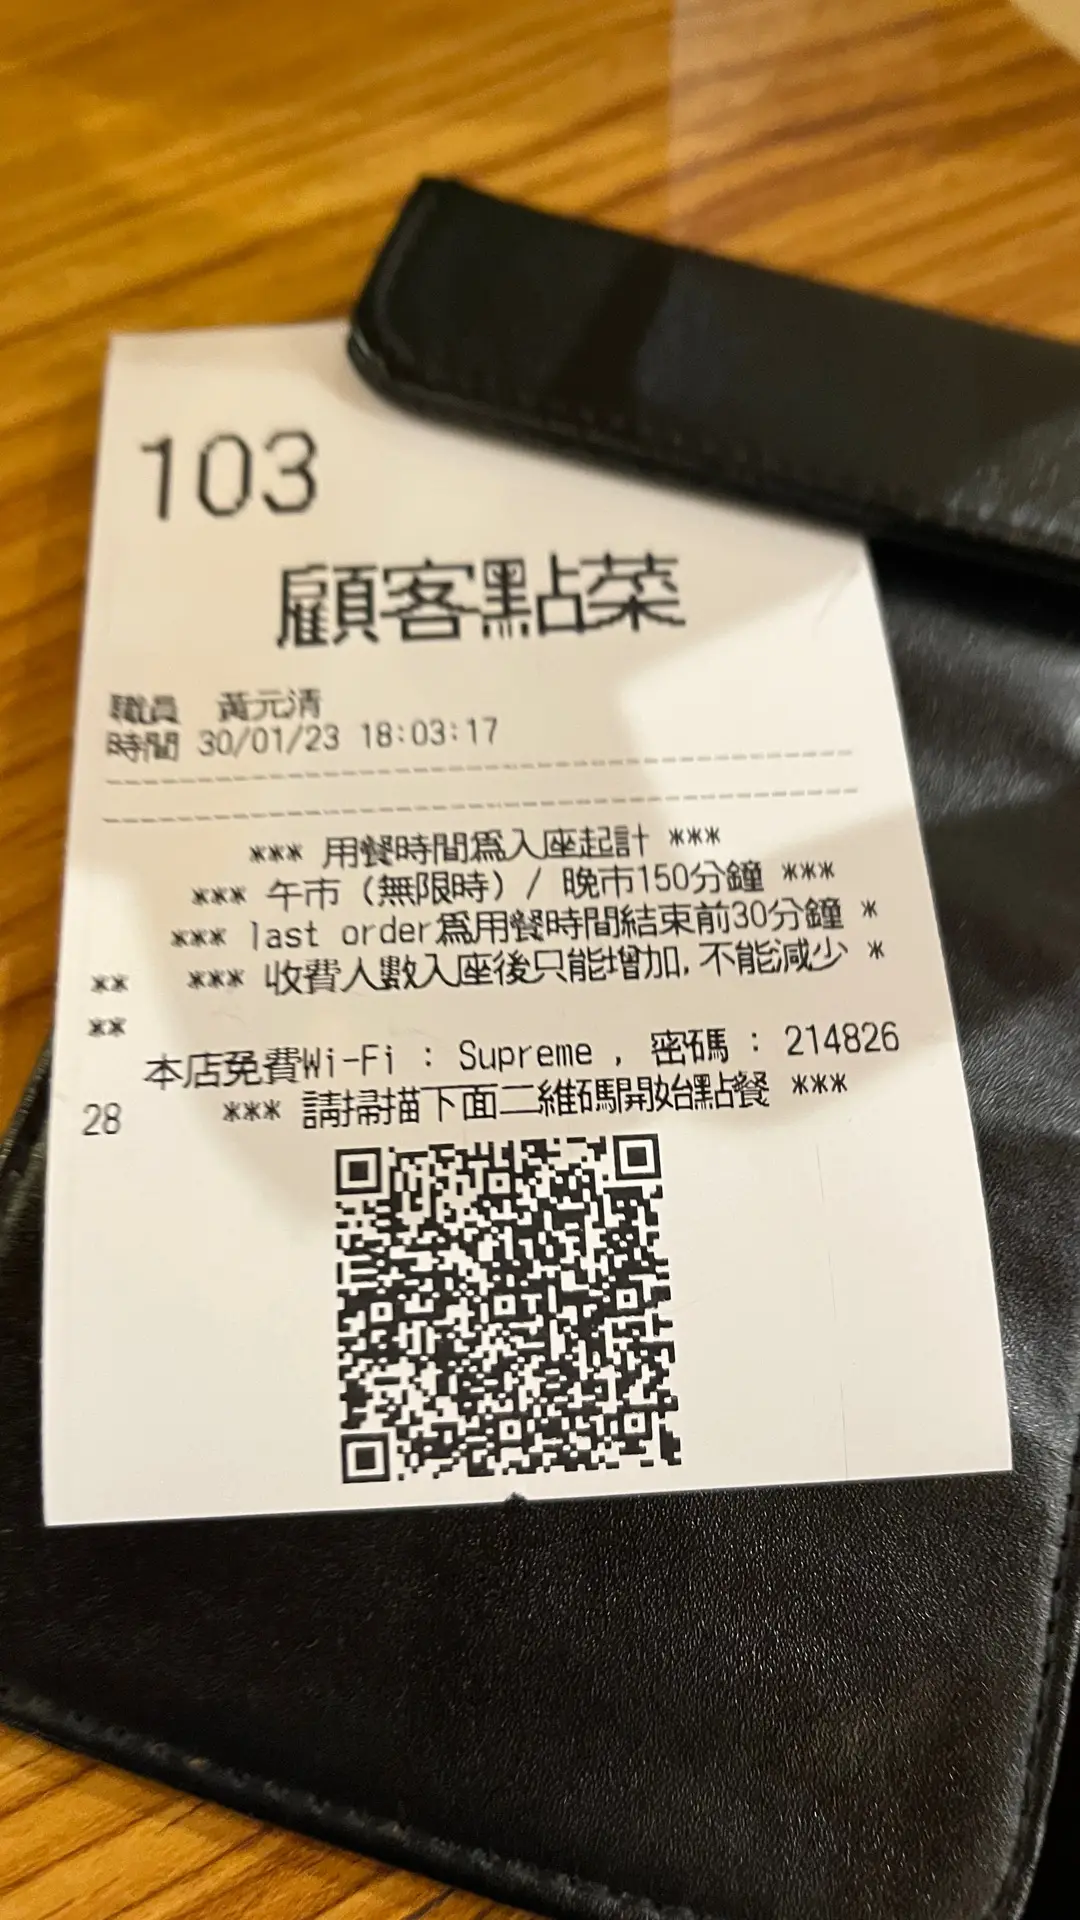 103
顧客點菜
職員 黃元清
時間 30/01/23 18:03:17
*** 用餐時間爲入座起計 ***
*** 午市 (無限時) / 晚市150分鐘 ***
*** last order爲用餐時間結束前30分鐘 *
** *** 收費人數入座後只能增加, 不能減少 *
**
本店免費Wi-Fi : Supreme , 密碼 : 214826
28 *** 請掃描下面二維碼開始點餐 ***